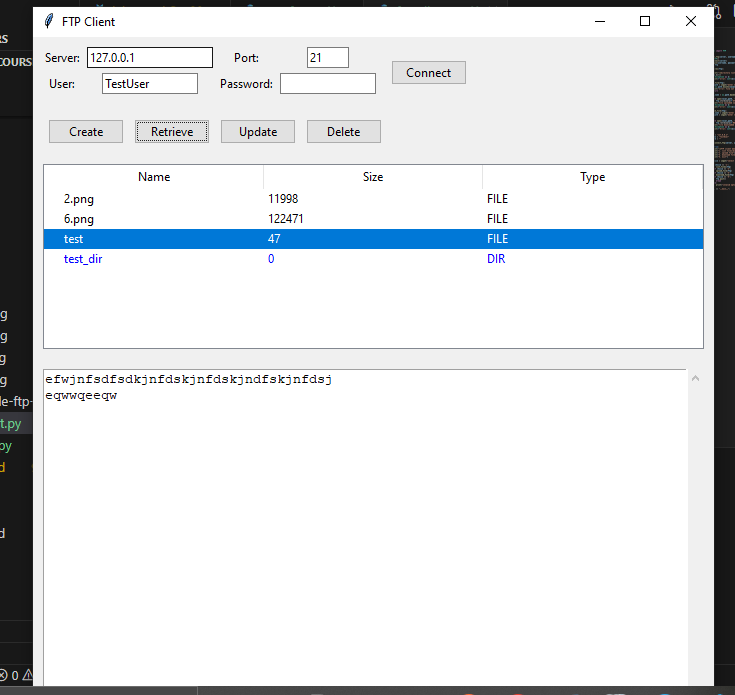 FTP Client
RS
COURS
Server: 127.0.0.1 Port: 21
Connect
User: TestUser Password:
Create Retrieve Update Delete
Name Size Type
2.png 11998 FILE
6.png 122471 FILE
test 47 FILE
test_dir 0 DIR
g
g
g
g
le-ftp-
t.py
py
d
d
efwjnfsdfsdkjnfdskjnfdskjndfskjnfdsj
eqwwqeeqw
0